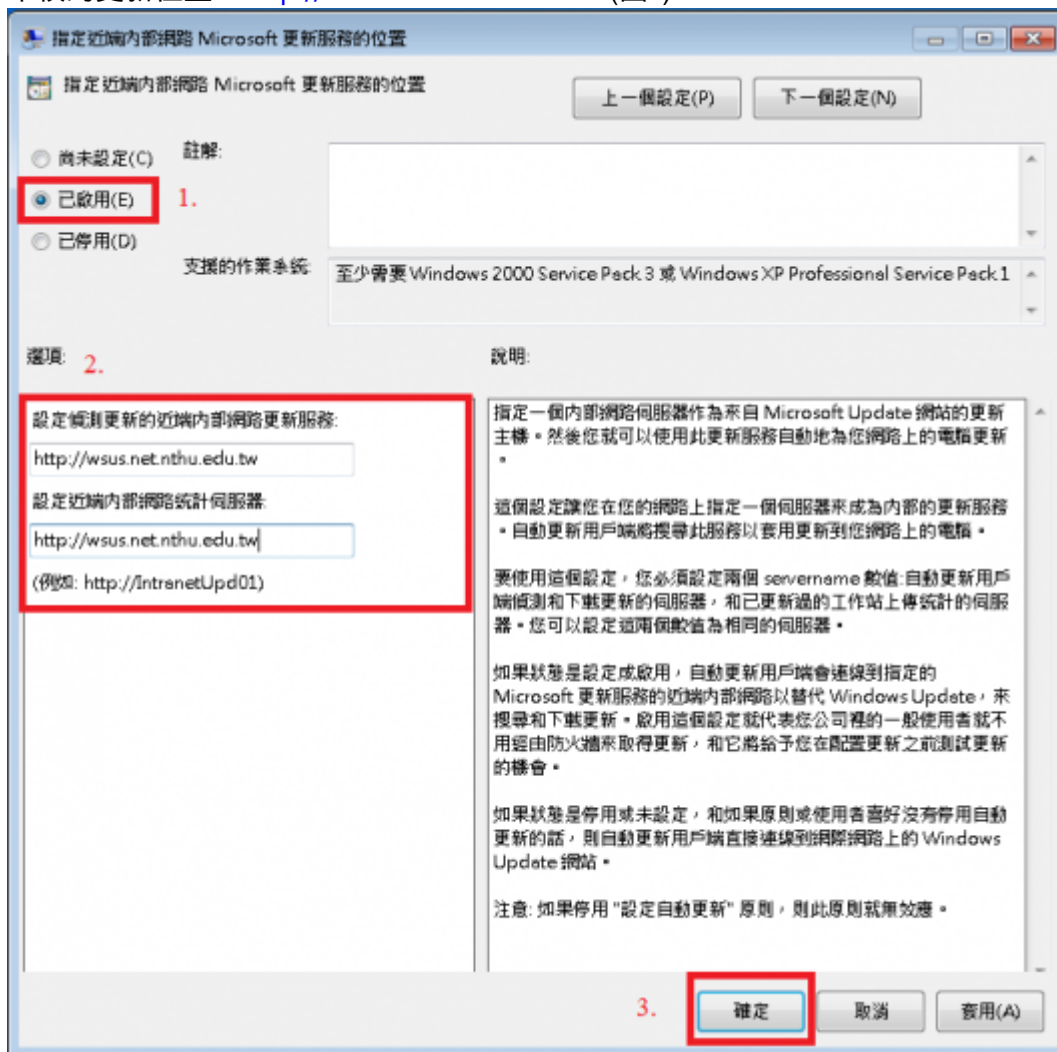 指定近端內部網路 Microsoft 更新服務的位置
指定近端內部網路 Microsoft 更新服務的位置
上一個設定(P)
下一個設定(N)
尚未設定(C)
註解:
已啟用(E)
1.
已停用(D)
支援的作業系統:
至少需要 Windows 2000 Service Pack 3 或 Windows XP Professional Service Pack 1
選項:
2.
說明:
設定偵測更新的近端內部網路更新服務:
http://wsus.net.nthu.edu.tw
設定近端內部網路統計伺服器:
http://wsus.net.nthu.edu.tw
(例如: http://IntranetUpd01)
指定一個內部網路伺服器作為來自 Microsoft Update 網站的更新
主機。然後您就可以使用此更新服務自動地為您網路上的電腦更新
。
這個設定讓您在您的網路上指定一個伺服器來成為內部的更新服務
。自動更新用戶端將搜尋此服務以套用更新到您網路上的電腦。
要使用這個設定，您必須設定兩個 servername 數值:自動更新用戶
端偵測和下載更新的伺服器，和已更新過的工作站上傳統計的伺服
器。您可以設定這兩個數值為相同的伺服器。
如果狀態是設定成啟用，自動更新用戶端會連線到指定的
Microsoft 更新服務的近端內部網路以替代 Windows Update，來
搜尋和下載更新。啟用這個設定就代表您公司裡的一般使用者就不
用經由防火牆來取得更新，和它將給予您在配置更新之前測試更新
的機會。
如果狀態是停用或未設定，和如果原則或使用者喜好沒有停用自動
更新的話，則自動更新用戶端直接連線到網際網路上的 Windows
Update 網站。
注意: 如果停用 "設定自動更新" 原則，則此原則就無效應。
3.
確定
取消
套用(A)